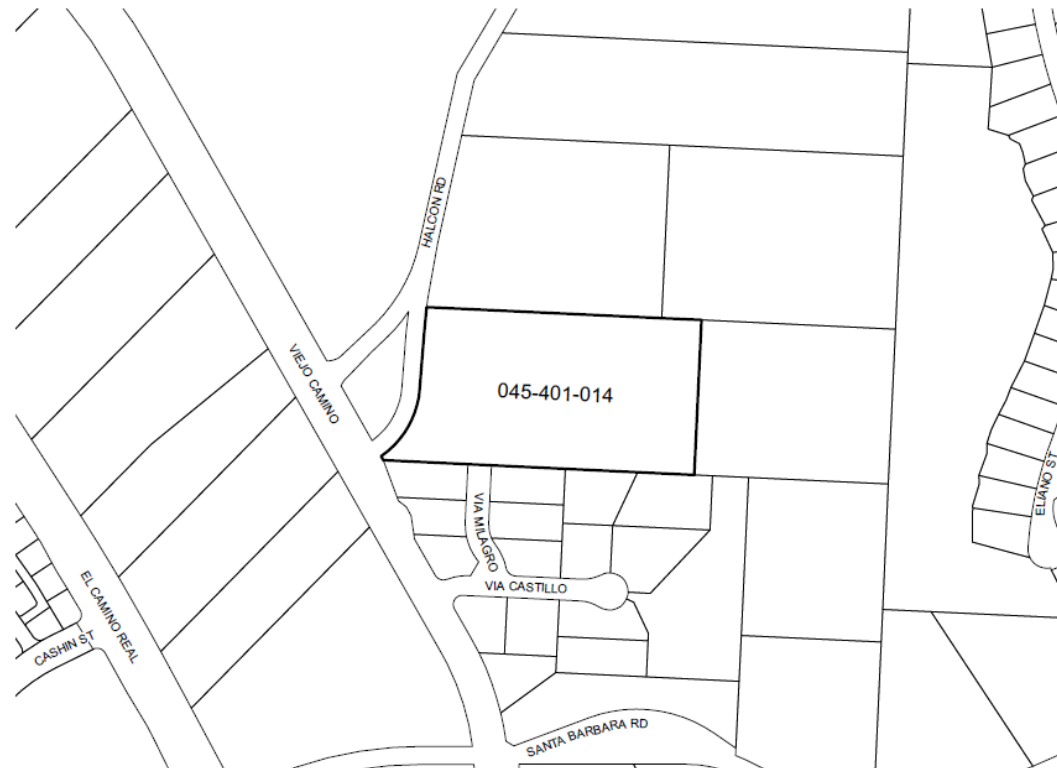 HALCON RD
VIEJO CAMINO
045-401-014
ELIANO ST
VIA MILAGRO
VIA CASTILLO
EL CAMINO REAL
CASHIN ST
SANTA BARBARA RD